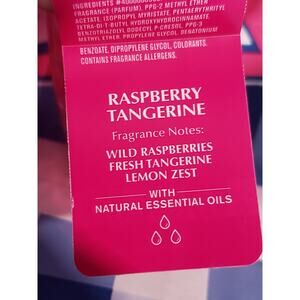 INGREDIENTS
FRAGRANCE (PARFUM), PPG-2 METHYL ETHER
ACETATE, ISOPROPYL MYRISTATE, PENTAERYTHRITYL
TETRA-DI-T-BUTYL HYDROXYHYDROCINNAMATE,
BENZOTRIAZOLYL DODECYL P-CRESOL, PPG-3
METHYL ETHER, PROPYLENE GLYCOL, DENATONIUM
BENZOATE, DIPROPYLENE GLYCOL, COLORANTS.
CONTAINS FRAGRANCE ALLERGENS.
RASPBERRY
TANGERINE
Fragrance Notes:
WILD RASPBERRIES
FRESH TANGERINE
LEMON ZEST
WITH
NATURAL ESSENTIAL OILS